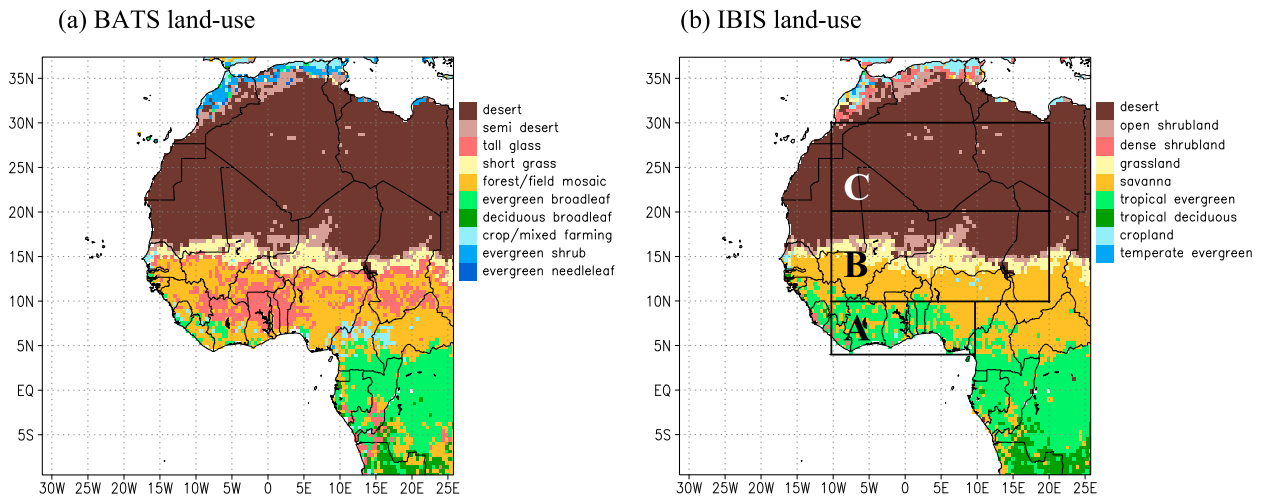 (a) BATS land-use
35N
30N
25N
20N
15N
10N
5N
EQ
5S
30W 25W 20W 15W 10W 5W 0 5E 10E 15E 20E 25E
desert
semi desert
tall glass
short grass
forest/field mosaic
evergreen broadleaf
deciduous broadleaf
crop/mixed farming
evergreen shrub
evergreen needleleaf
(b) IBIS land-use
35N
30N
25N
20N
15N
10N
5N
EQ
5S
30W 25W 20W 15W 10W 5W 0 5E 10E 15E 20E 25E
C
B
A
desert
open shrubland
dense shrubland
grassland
savanna
tropical evergreen
tropical deciduous
cropland
temperate evergreen